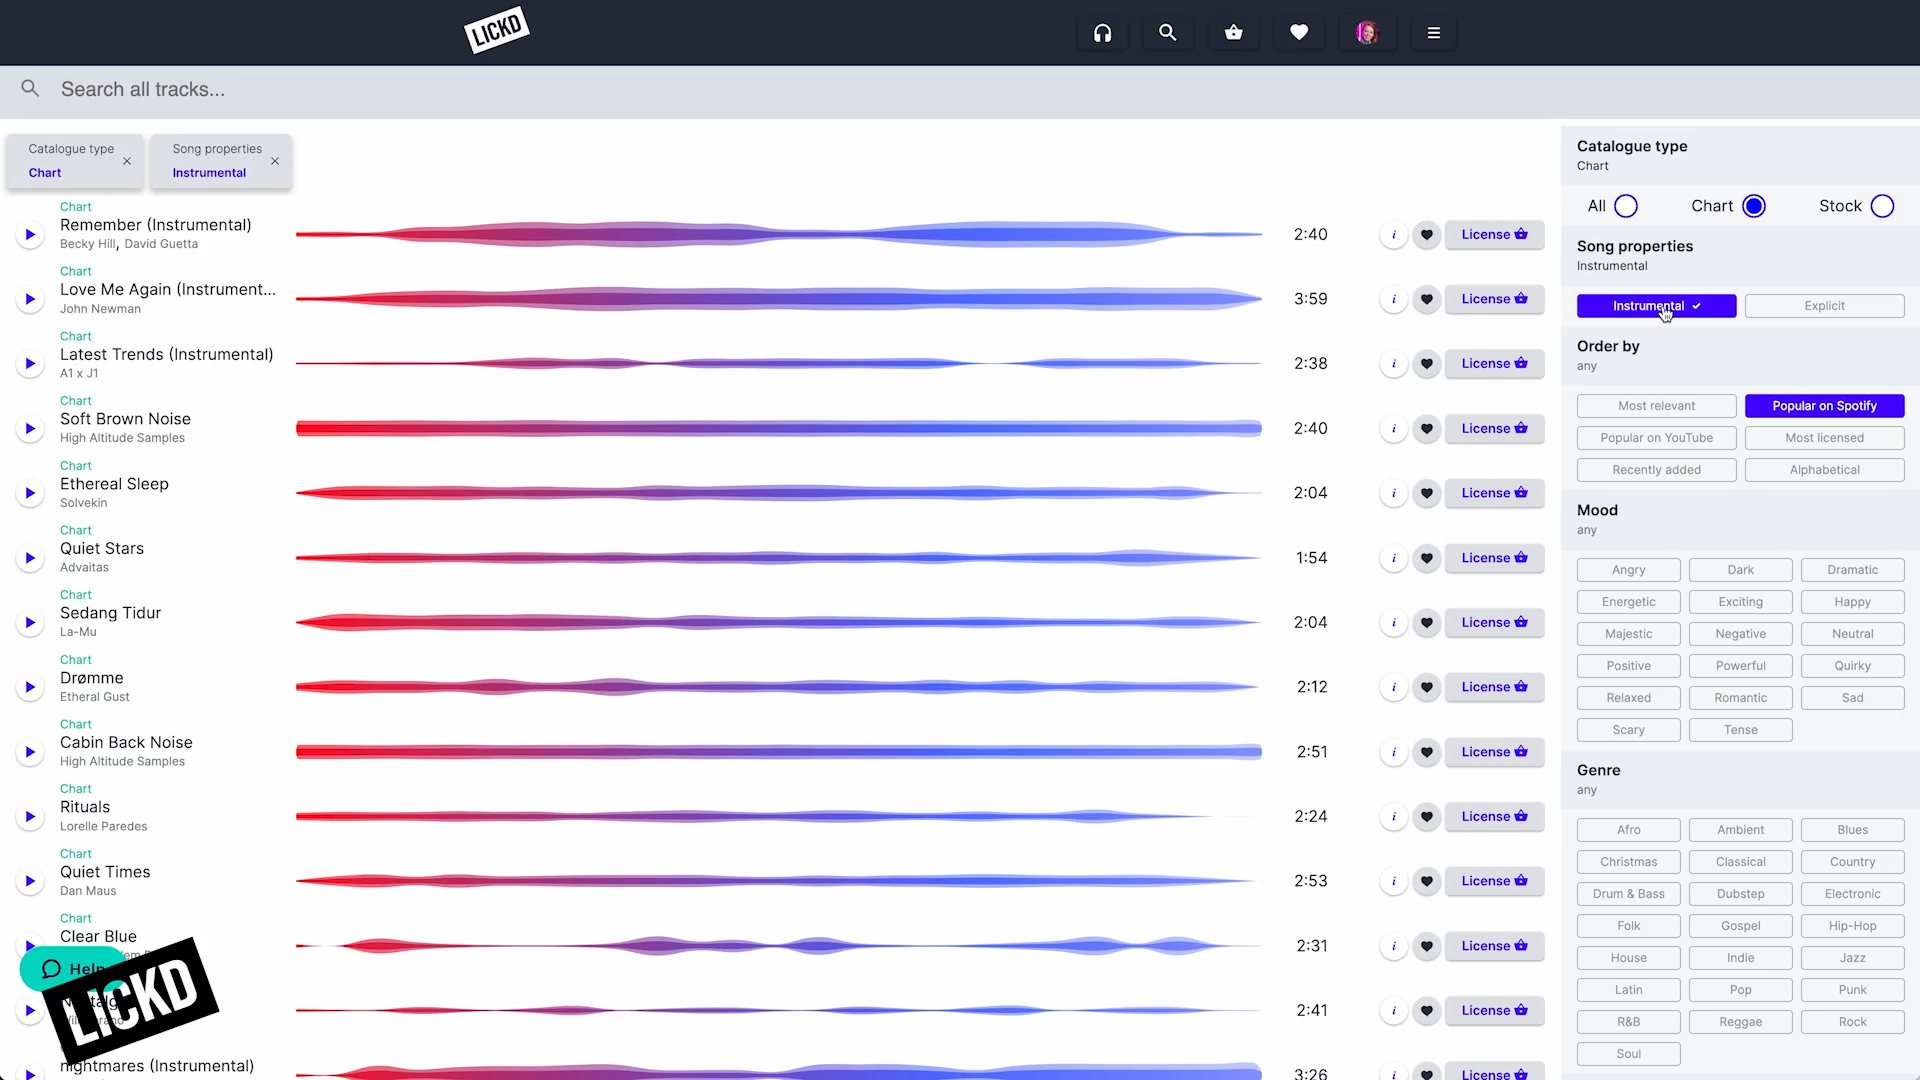 LICKD
Search all tracks...
Catalogue type
Chart
Song properties
Instrumental
Chart
Remember (Instrumental)
Becky Hill, David Guetta
2:40
i
License
Chart
Love Me Again (Instrument...
John Newman
3:59
i
License
Chart
Latest Trends (Instrumental)
A1 x J1
2:38
i
License
Chart
Soft Brown Noise
High Altitude Samples
2:40
i
License
Chart
Ethereal Sleep
Solvekin
2:04
i
License
Chart
Quiet Stars
Advaitas
1:54
i
License
Chart
Sedang Tidur
La-Mu
2:04
i
License
Chart
Drømme
Etheral Gust
2:12
i
License
Chart
Cabin Back Noise
High Altitude Samples
2:51
i
License
Chart
Rituals
Lorelle Paredes
2:24
i
License
Chart
Quiet Times
Dan Maus
2:53
i
License
Chart
Clear Blue
2:31
i
License
Help
LICKD
2:41
i
License
nightmares (Instrumental)
3:26
i
License
Catalogue type
Chart
All Chart Stock
Song properties
Instrumental
Instrumental Explicit
Order by
any
Most relevant Popular on Spotify
Popular on YouTube Most licensed
Recently added Alphabetical
Mood
any
Angry Dark Dramatic
Energetic Exciting Happy
Majestic Negative Neutral
Positive Powerful Quirky
Relaxed Romantic Sad
Scary Tense
Genre
any
Afro Ambient Blues
Christmas Classical Country
Drum & Bass Dubstep Electronic
Folk Gospel Hip-Hop
House Indie Jazz
Latin Pop Punk
R&B Reggae Rock
Soul